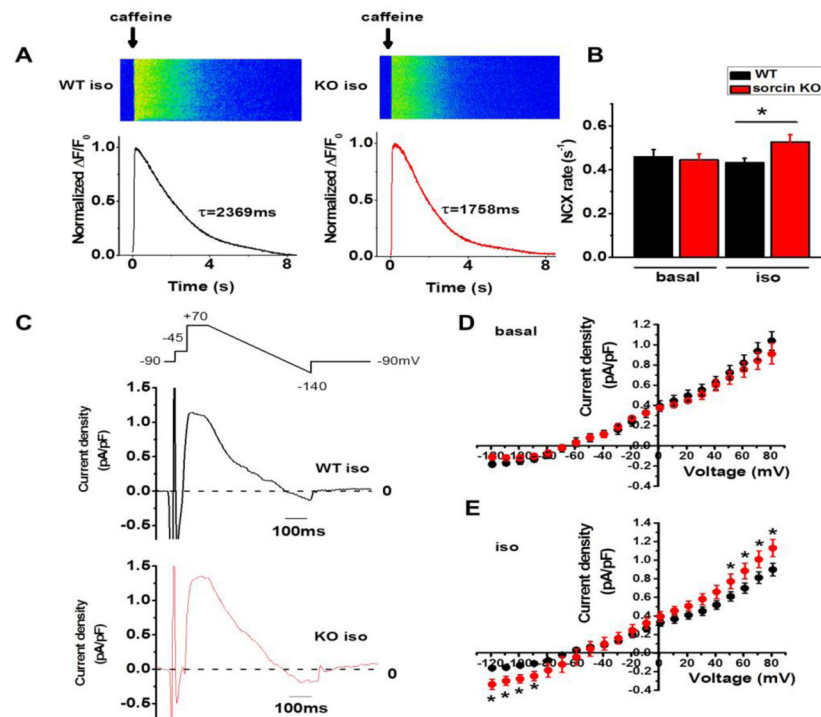 caffeine
caffeine
A
WT iso
KO iso
Normalized ΔF/F0
1.0
0.5
0.0
τ=2369ms
0 4 8
Time (s)
Normalized ΔF/F0
1.0
0.5
0.0
τ=1758ms
0 4 8
Time (s)
B
WT
sorcin KO
NCX rate (s-1)
0.6
0.4
0.2
0.0
*
basal
iso
C
+70
-45
-90
-90mV
-140
Current density
(pA/pF)
1.5
1.0
0.5
0.0
-0.5
WT iso
0
100ms
Current density
(pA/pF)
1.5
1.0
0.5
0.0
-0.5
KO iso
0
100ms
D
basal
Current density
(pA/pF)
1.4
1.2
1.0
0.8
0.6
0.4
0.2
0.0
-0.2
-0.4
-120 -100 -80 -60 -40 -20 0 20 40 60 80
Voltage (mV)
E
iso
Current density
(pA/pF)
1.4
1.2
1.0
0.8
0.6
0.4
0.2
0.0
-0.2
-0.4
-120 -100 -80 -60 -40 -20 0 20 40 60 80
Voltage (mV)
* * * *
* * * *